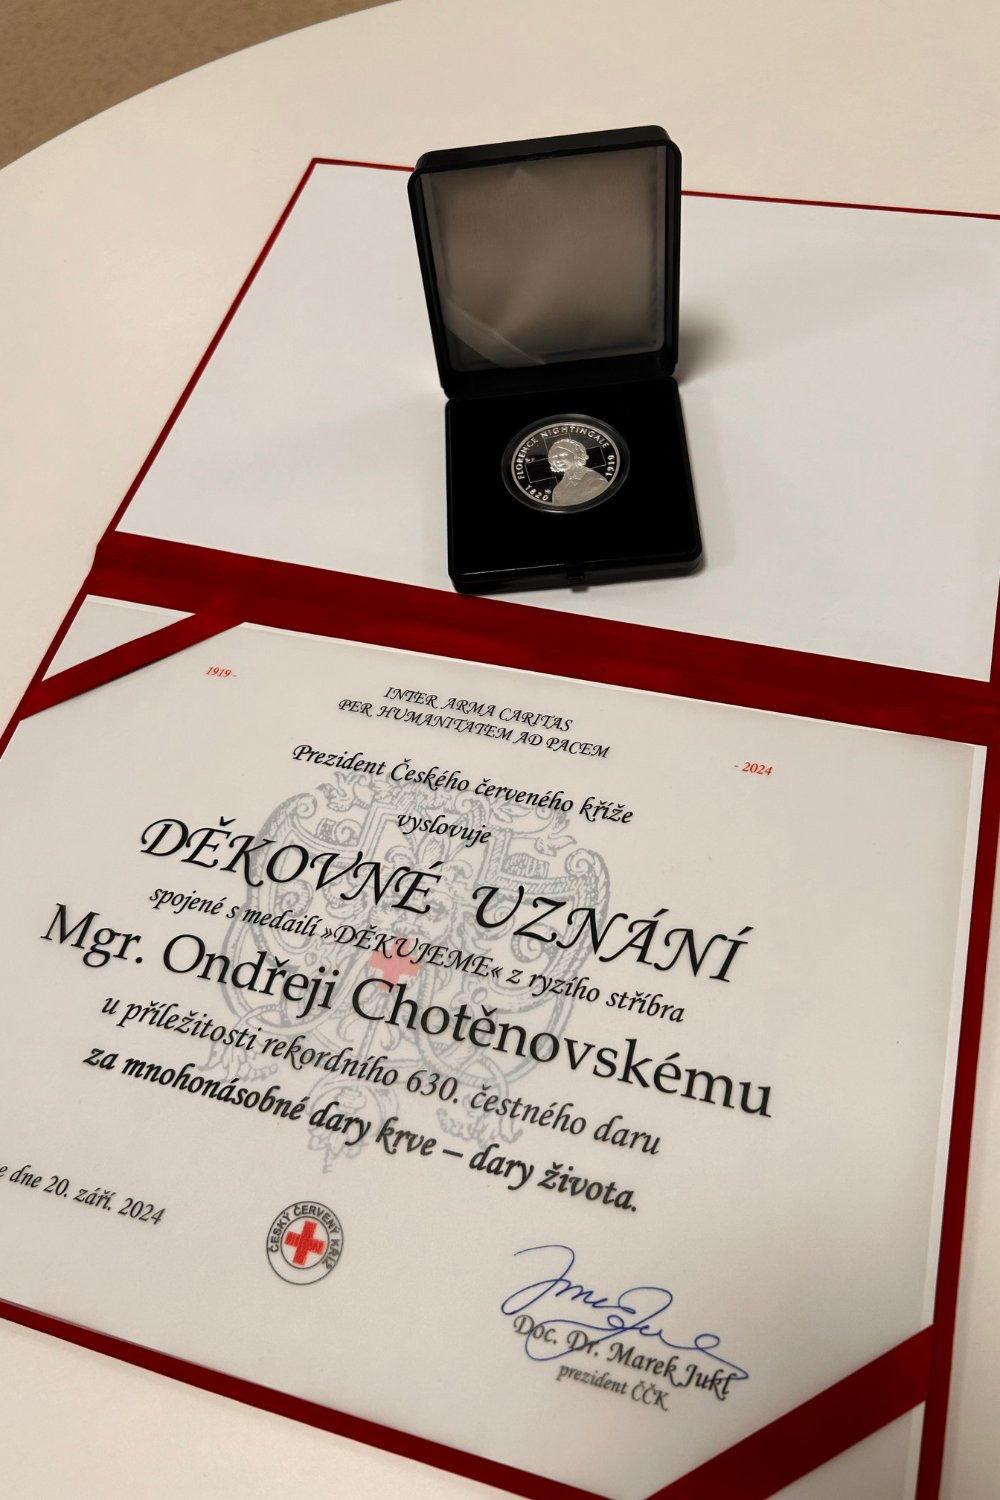 FLORENCE NIGHTINGALE
1820 1910
1919 -
- 2024
INTER ARMA CARITAS
PER HUMANITATEM AD PACEM
Prezident Českého červeného kříže
vyslovuje
DĚKOVNÉ UZNÁNÍ
spojené s medailí »DĚKUJEME« z ryzího stříbra
Mgr. Ondřeji Chotěnovskému
u příležitosti rekordního 630. čestného daru
za mnohonásobné dary krve – dary života.
e dne 20. září. 2024
ČESKÝ ČERVENÝ KŘÍŽ
Doc. Dr. Marek Jukl
prezident ČČK